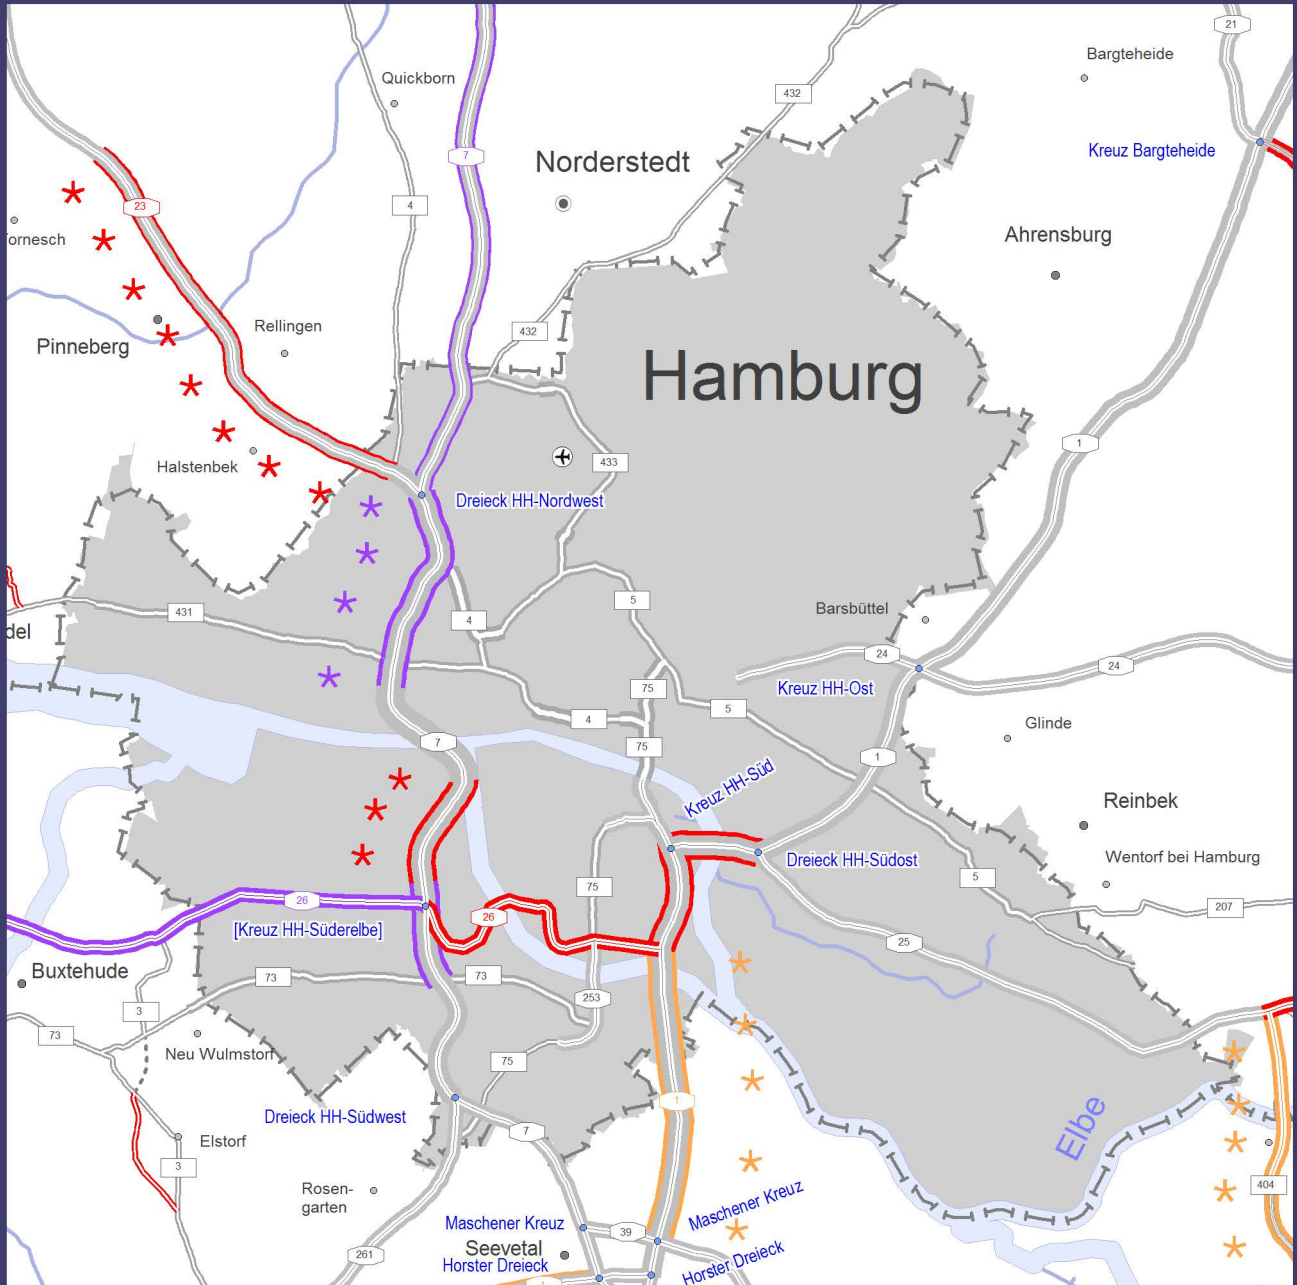 21
Bargteheide
Quickborn
432
Kreuz Bargteheide
7
Norderstedt
4
23
Ahrensburg
ornesch
Rellingen
432
Pinneberg
Hamburg
1
Halstenbek
433
Dreieck HH-Nordwest
5
Barsbüttel
431
4
del
24
24
75
Kreuz HH-Ost
5
4
Glinde
7
75
1
Kreuz HH-Süd
Reinbek
Dreieck HH-Südost
Wentorf bei Hamburg
5
75
26
207
26
[Kreuz HH-Süderelbe]
25
Buxtehude
73
73
253
3
73
Neu Wulmstorf
75
1
Dreieck HH-Südwest
Elbe
7
Elstorf
3
404
Rosen-
garten
Maschener Kreuz
Maschener Kreuz
39
Seevetal
261
Horster Dreieck
Horster Dreieck
1